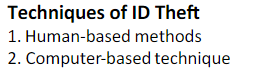 Techniques of ID Theft
1. Human-based methods
2. Computer-based technique